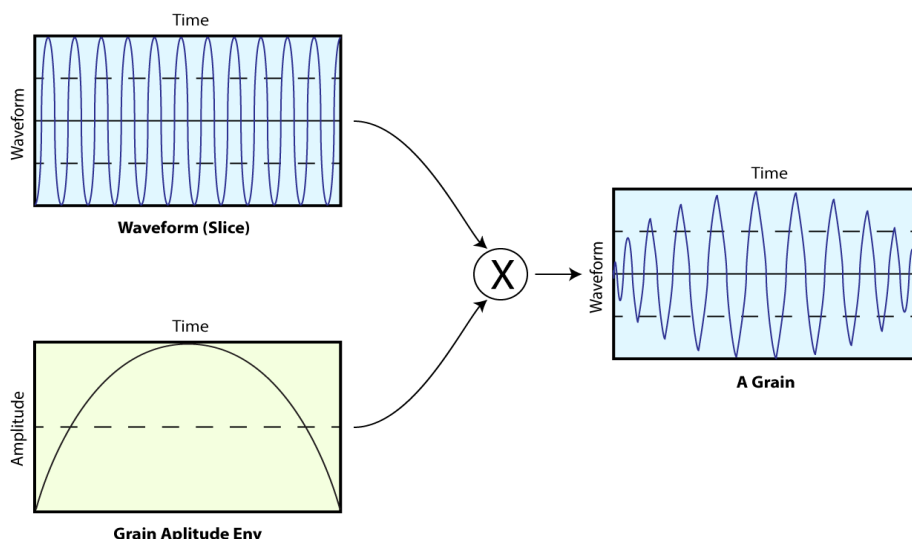 Time
Waveform
Waveform (Slice)
Time
Amplitude
Grain Aplitude Env
X
Time
Waveform
A Grain